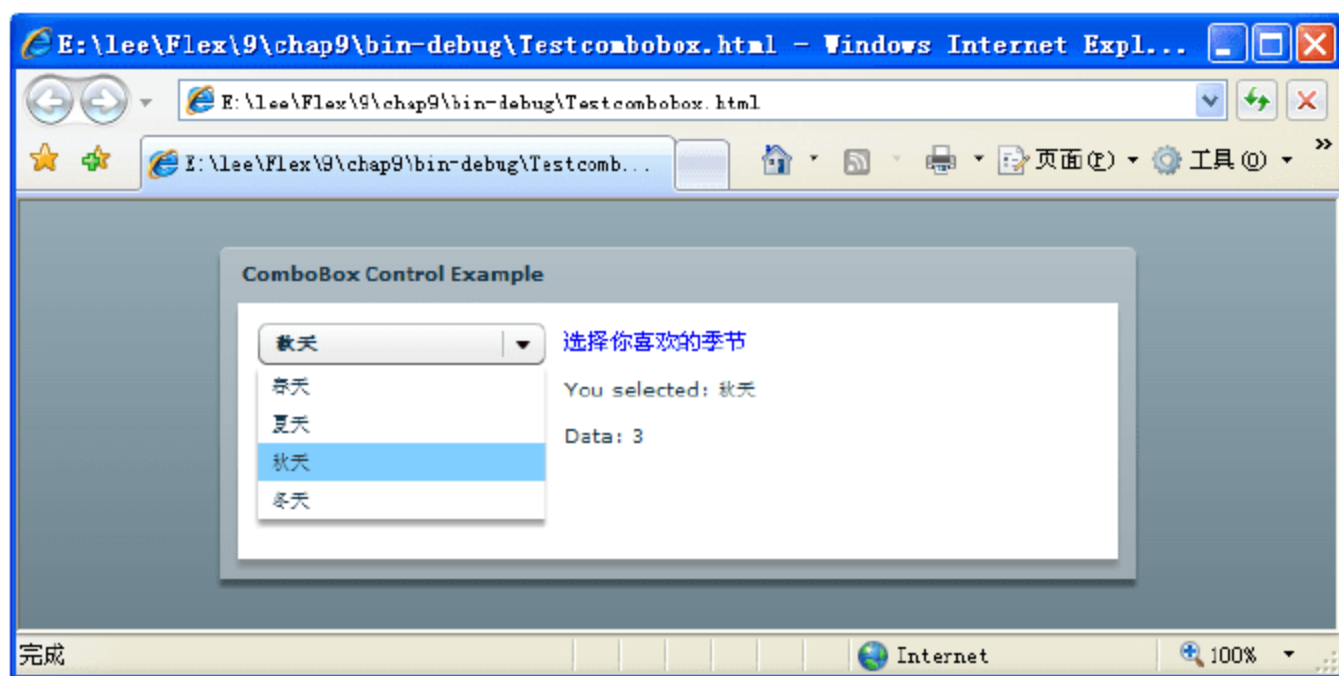 E:\lee\Flex\9\chap9\bin-debug\Testcombobox.html - Windows Internet Expl...
E:\lee\Flex\9\chap9\bin-debug\Testcombobox.html
E:\lee\Flex\9\chap9\bin-debug\Testcomb...
页面(P)
工具(O)
»
ComboBox Control Example
秋天
选择你喜欢的季节
春天
You selected: 秋天
夏天
Data: 3
秋天
冬天
完成
Internet
100%